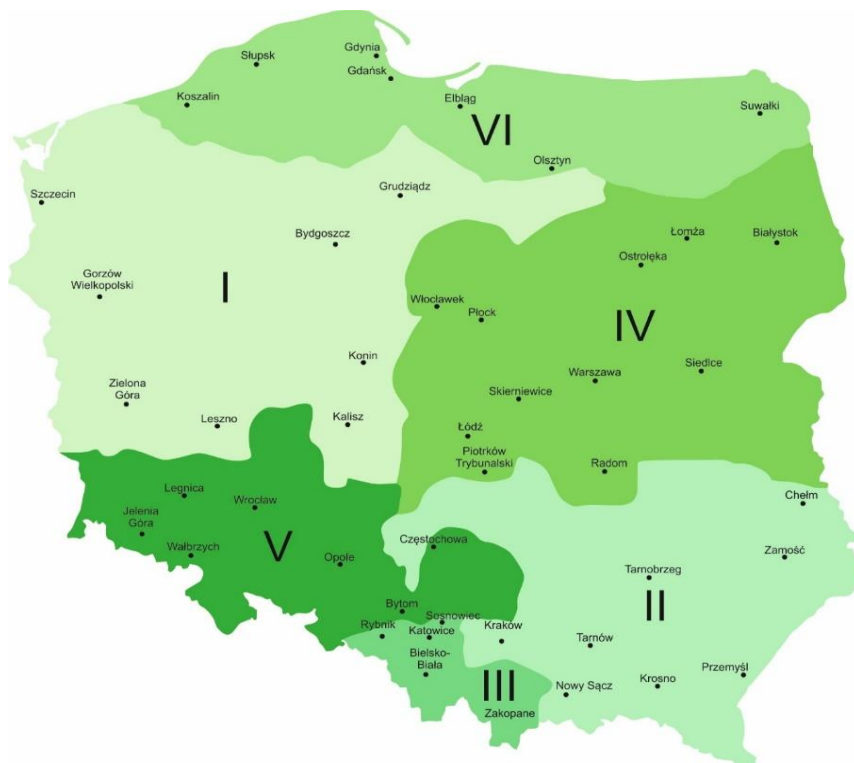 Gdynia
Słupsk
Gdańsk
Koszalin
Elbląg
Suwałki
VI
Olsztyn
Szczecin
Grudziądz
Bydgoszcz
Łomża
Białystok
Ostrołęka
Gorzów
Wielkopolski
I
Włocławek
Płock
IV
Konin
Siedlce
Warszawa
Zielona
Góra
Skierniewice
Leszno
Kalisz
Łódź
Piotrków
Trybunalski
Radom
Legnica
Wrocław
Chełm
Jelenia
Góra
Wałbrzych
V
Opole
Częstochowa
Zamość
Tarnobrzeg
II
Bytom
Sosnowiec
Rybnik
Katowice
Kraków
Tarnów
Bielsko-
Biała
III
Nowy Sącz
Krosno
Przemyśl
Zakopane